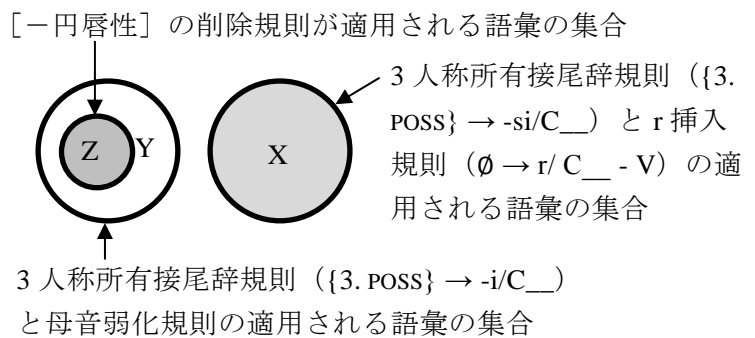 [－円唇性] の削除規則が適用される語彙の集合
Z
Y
X
3 人称所有接尾辞規則（{3.
POSS} → -si/C__）と r 挿入
規則（Ø → r/ C__ - V）の適
用される語彙の集合
3 人称所有接尾辞規則（{3. POSS} → -i/C__）
と母音弱化規則の適用される語彙の集合